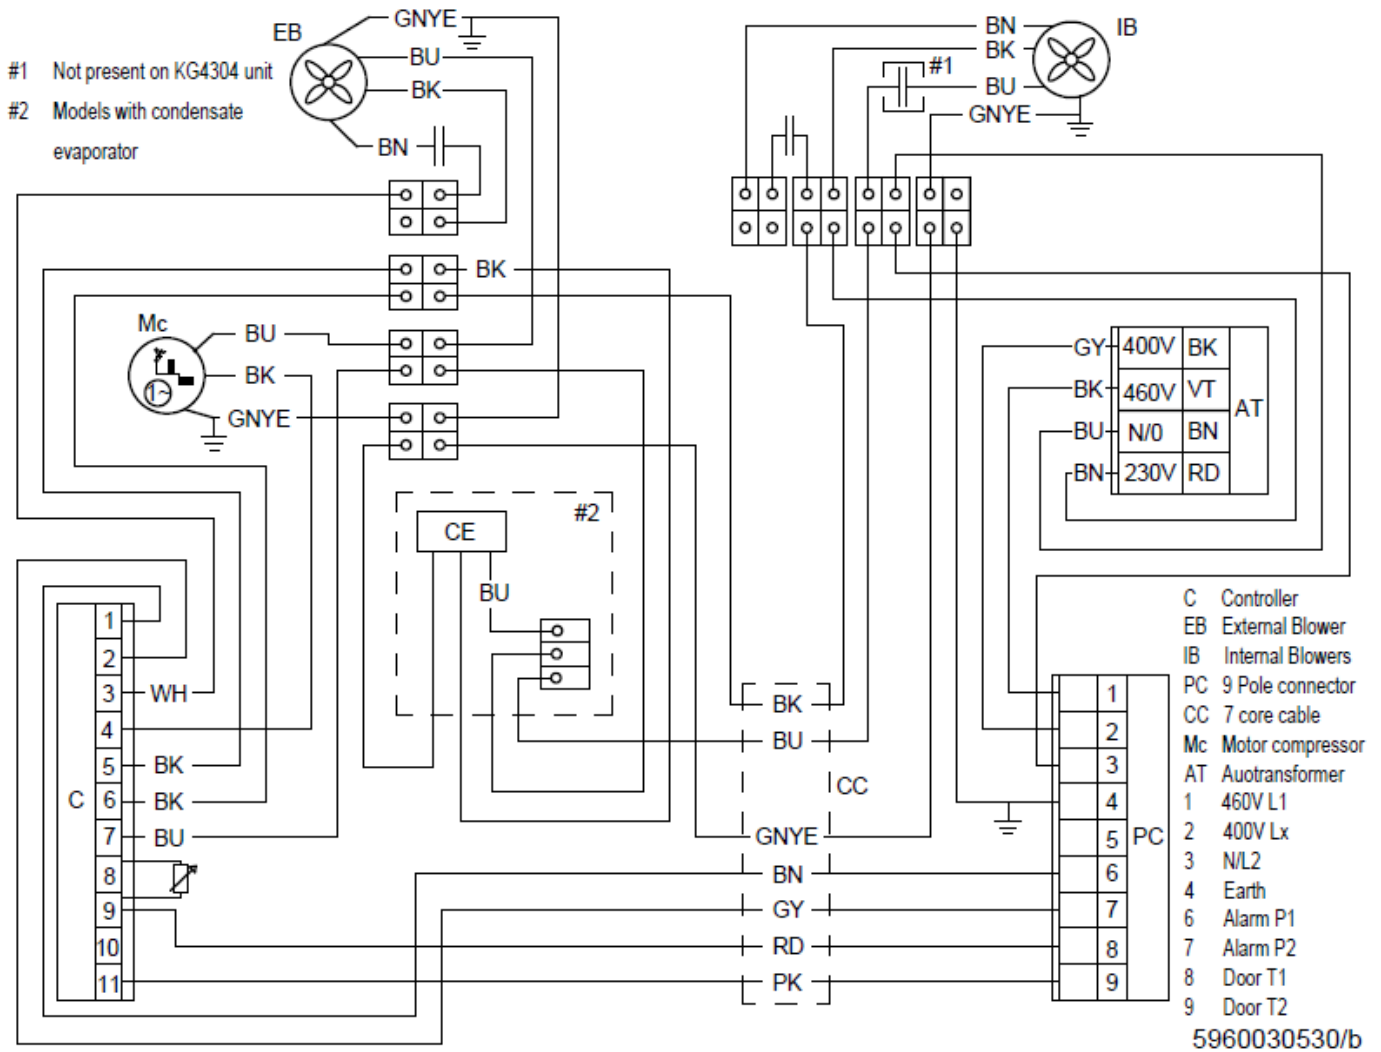 EB
GNYE
BU
BK
BN
#1 Not present on KG4304 unit
#2 Models with condensate
evaporator
BN
BK
BU
GNYE
IB
#1
BK
Mc
BU
BK
GNYE
1~
GY 400V BK
BK 460V VT
BU N/0 BN
BN 230V RD
AT
#2
CE
BU
C
1
2
3 WH
4
5 BK
6 BK
7 BU
8
9
10
11
BK
BU
CC
GNYE
BN
GY
RD
PK
1
2
3
4
5
6
7
8
9
PC
C Controller
EB External Blower
IB Internal Blowers
PC 9 Pole connector
CC 7 core cable
Mc Motor compressor
AT Auotransformer
1 460V L1
2 400V Lx
3 N/L2
4 Earth
6 Alarm P1
7 Alarm P2
8 Door T1
9 Door T2
5960030530/b